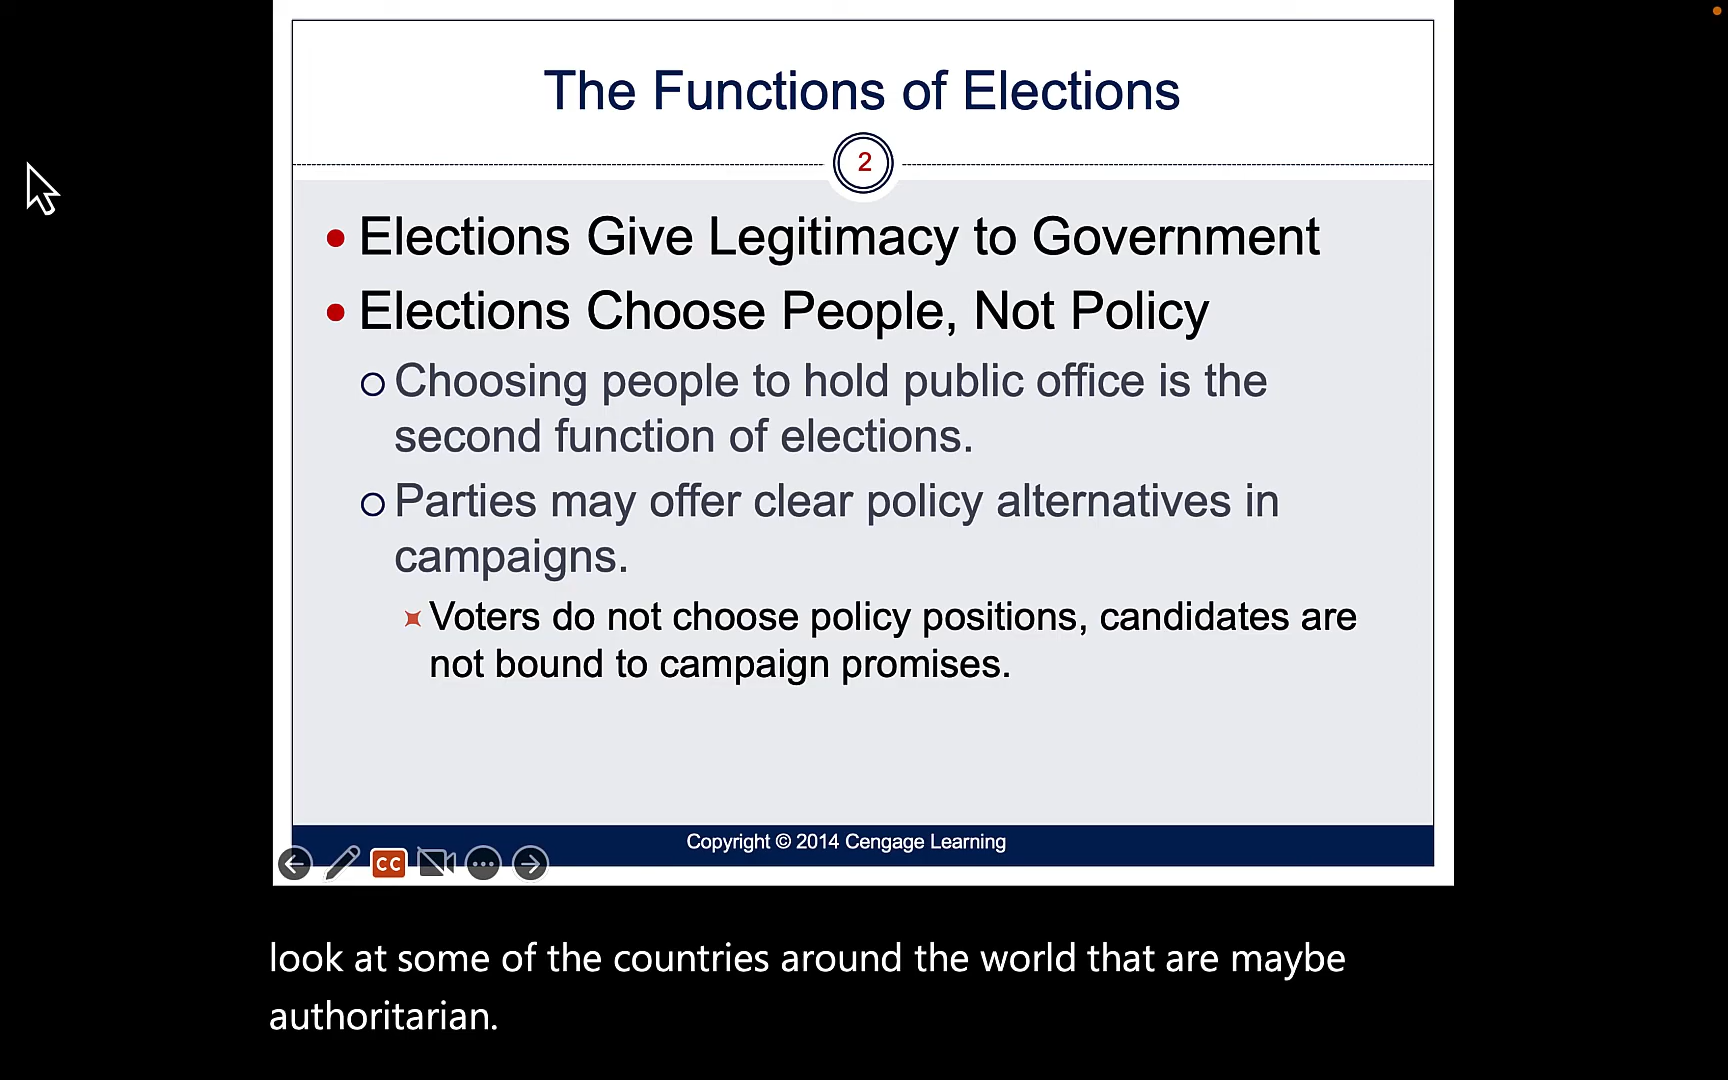 The Functions of Elections
2
• Elections Give Legitimacy to Government
• Elections Choose People, Not Policy
Choosing people to hold public office is the
second function of elections.
Parties may offer clear policy alternatives in
campaigns.
Voters do not choose policy positions, candidates are
not bound to campaign promises.
Copyright © 2014 Cengage Learning
CC
look at some of the countries around the world that are maybe
authoritarian.